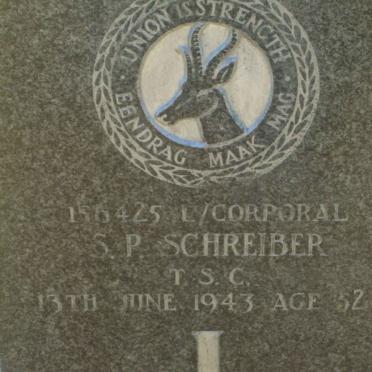 UNION IS STRENGTH
EENDRAG MAAK MAG
156425 L/CORPORAL
S. P. SCHREIBER
T. S. C.
13TH JUNE 1943 AGE 52